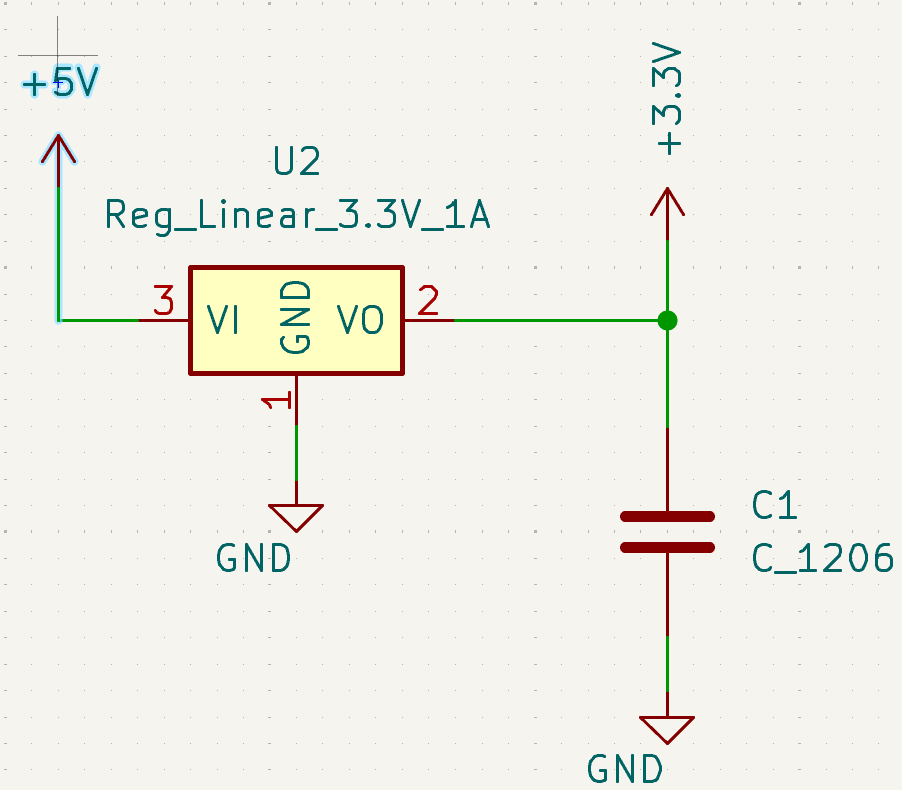 +5V
+3.3V
U2
Reg_Linear_3.3V_1A
3
VI
GND
VO
2
1
GND
C1
C_1206
GND